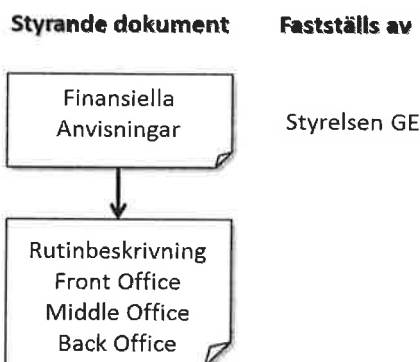 Styrande dokument
Fastställs av
Finansiella
Anvisningar
Styrelsen GE
Rutinbeskrivning
Front Office
Middle Office
Back Office